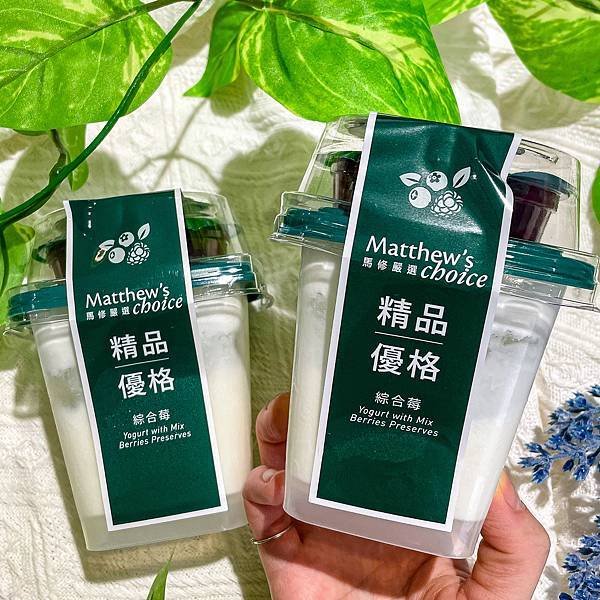 Matthew's
馬修嚴選 choice
精品
優格
綜合莓
Yogurt with Mix
Berries Preserves
Matthew's
馬修嚴選 choice
精品
優格
綜合莓
Yogurt with Mix
Berries Preserves